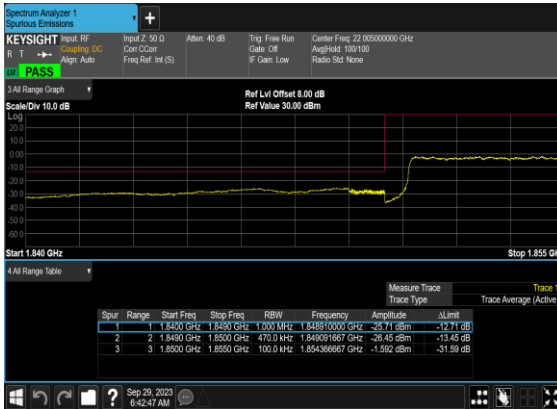 Spectrum Analyzer 1
Spurious Emissions
+
KEYSIGHT Input: RF Input Z: 50 Ω Atten: 40 dB Trig: Free Run Center Freq: 22.005000000 GHz
R T Coupling: DC Corr CCorr Gate: Off Avg|Hold: 100/100
Align: Auto Freq Ref: Int (S) IF Gain: Low Radio Std: None
PASS
3 All Range Graph
Ref Lvl Offset 8.00 dB
Scale/Div 10.0 dB Ref Value 30.00 dBm
Log
20.0
10.0
0.00
-10.0
-20.0
-30.0
-40.0
-50.0
-60.0
Start 1.840 GHz Stop 1.855 GH
4 All Range Table
Measure Trace Trace 1
Trace Type Trace Average (Active
Spur Range Start Freq Stop Freq RBW Frequency Amplitude ΔLimit
1 1 1.8400 GHz 1.8490 GHz 1.000 MHz 1.848910000 GHz -25.71 dBm -12.71 dB
2 2 1.8490 GHz 1.8500 GHz 470.0 kHz 1.849091667 GHz -26.45 dBm -13.45 dB
3 3 1.8500 GHz 1.8550 GHz 100.0 kHz 1.854366667 GHz -1.592 dBm -31.59 dB
? Sep 29, 2023
6:42:47 AM